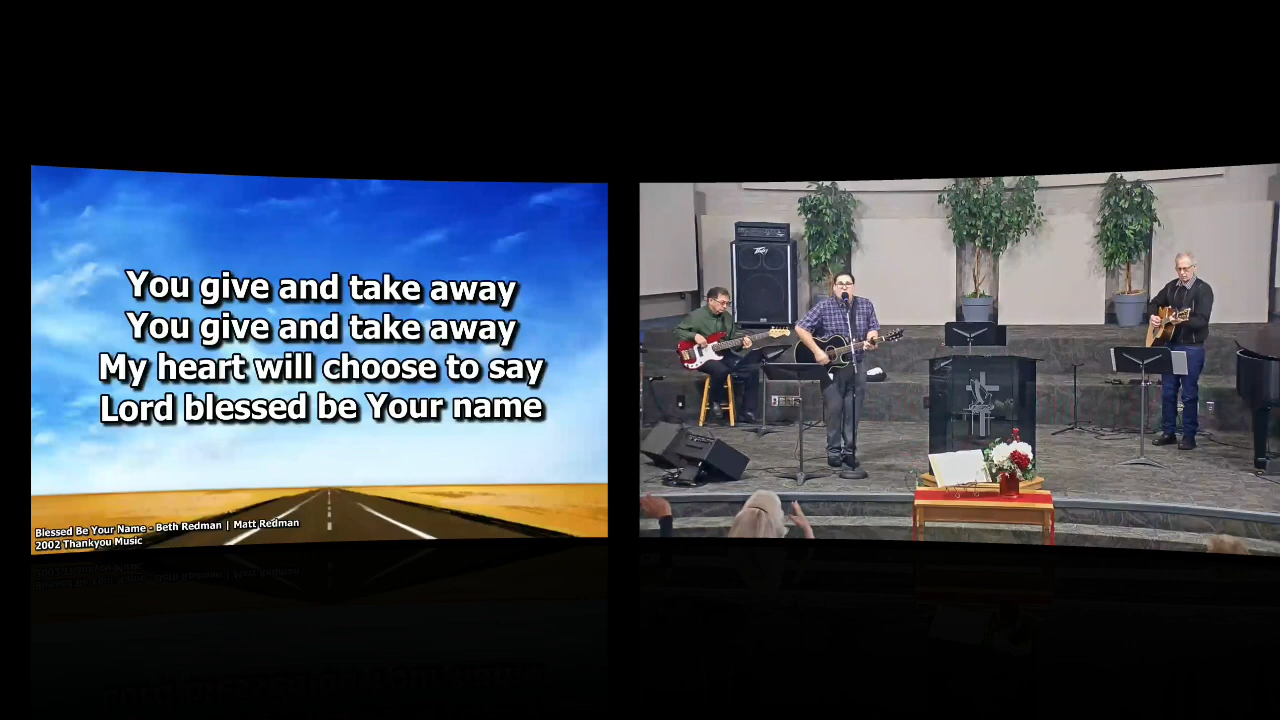 You give and take away
You give and take away
My heart will choose to say
Lord blessed be Your name
Blessed Be Your Name - Beth Redman | Matt Redman
2002 Thankyou Music
PEAVEY